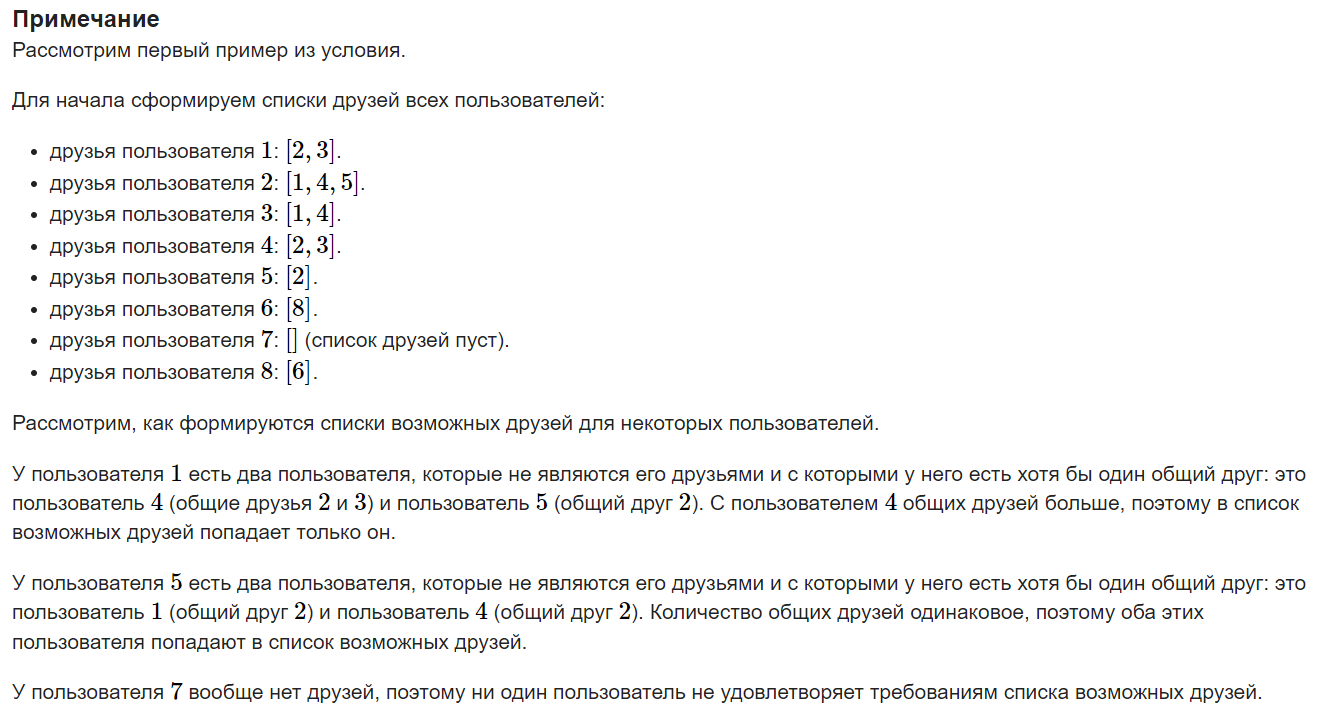 Примечание
Рассмотрим первый пример из условия.
Для начала сформируем списки друзей всех пользователей:
• друзья пользователя 1: [2, 3].
• друзья пользователя 2: [1, 4, 5].
• друзья пользователя 3: [1, 4].
• друзья пользователя 4: [2, 3].
• друзья пользователя 5: [2].
• друзья пользователя 6: [8].
• друзья пользователя 7: [] (список друзей пуст).
• друзья пользователя 8: [6].
Рассмотрим, как формируются списки возможных друзей для некоторых пользователей.
У пользователя 1 есть два пользователя, которые не являются его друзьями и с которыми у него есть хотя бы один общий друг: это
пользователь 4 (общие друзья 2 и 3) и пользователь 5 (общий друг 2). С пользователем 4 общих друзей больше, поэтому в список
возможных друзей попадает только он.
У пользователя 5 есть два пользователя, которые не являются его друзьями и с которыми у него есть хотя бы один общий друг: это
пользователь 1 (общий друг 2) и пользователь 4 (общий друг 2). Количество общих друзей одинаковое, поэтому оба этих
пользователя попадают в список возможных друзей.
У пользователя 7 вообще нет друзей, поэтому ни один пользователь не удовлетворяет требованиям списка возможных друзей.